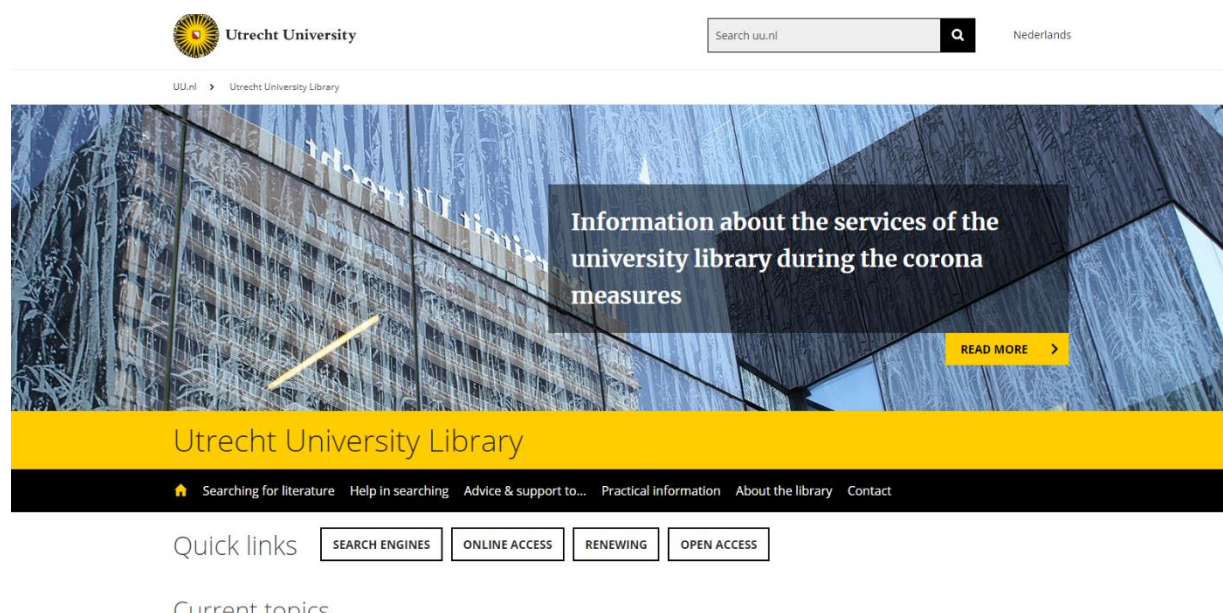 Utrecht University
Search uu.nl
Nederlands
UU.nl > Utrecht University Library
Information about the services of the
university library during the corona
measures
READ MORE >
Utrecht University Library
Searching for literature Help in searching Advice & support to... Practical information About the library Contact
Quick links SEARCH ENGINES ONLINE ACCESS RENEWING OPEN ACCESS
Current topics